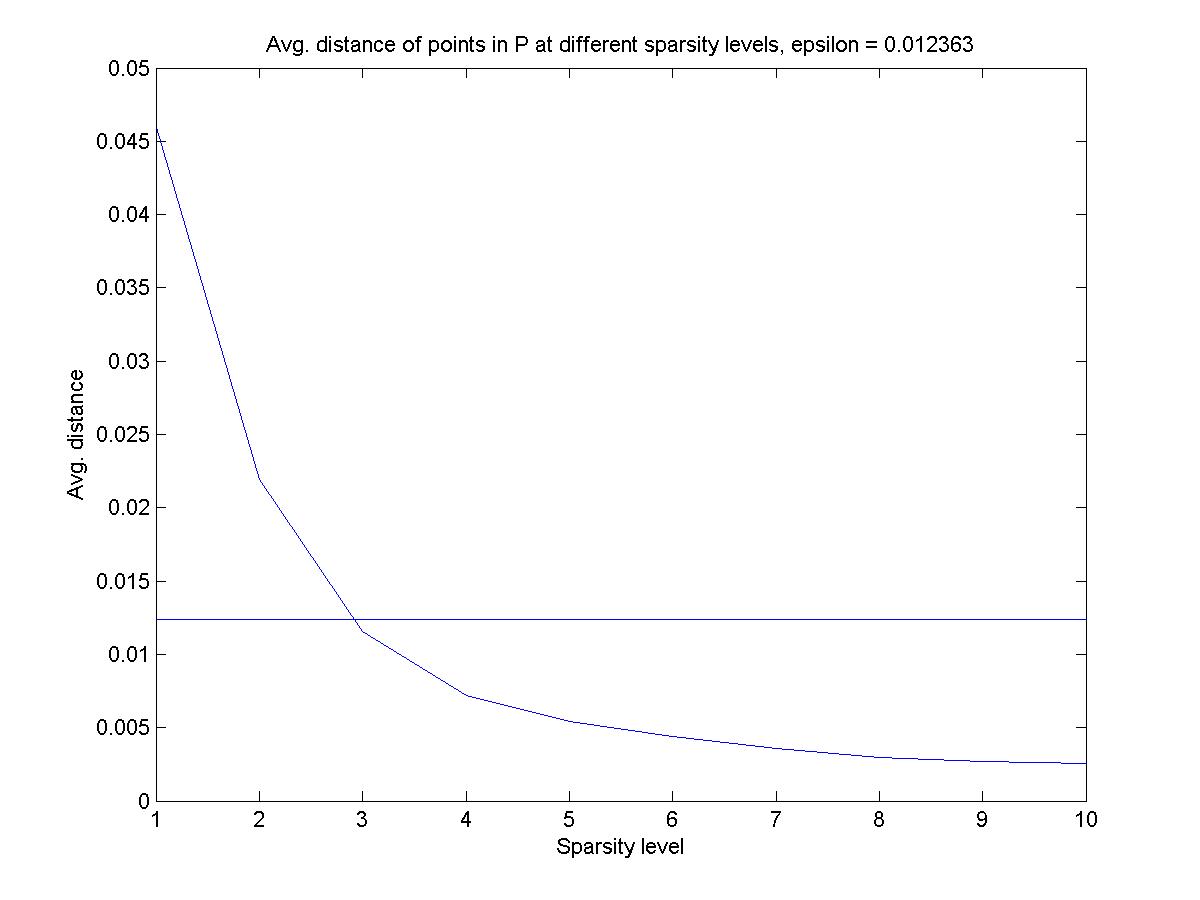 Avg. distance of points in P at different sparsity levels, epsilon = 0.012363
0.05
0.045
0.04
0.035
0.03
0.025
0.02
0.015
0.01
0.005
0
Avg. distance
1 2 3 4 5 6 7 8 9 10
Sparsity level